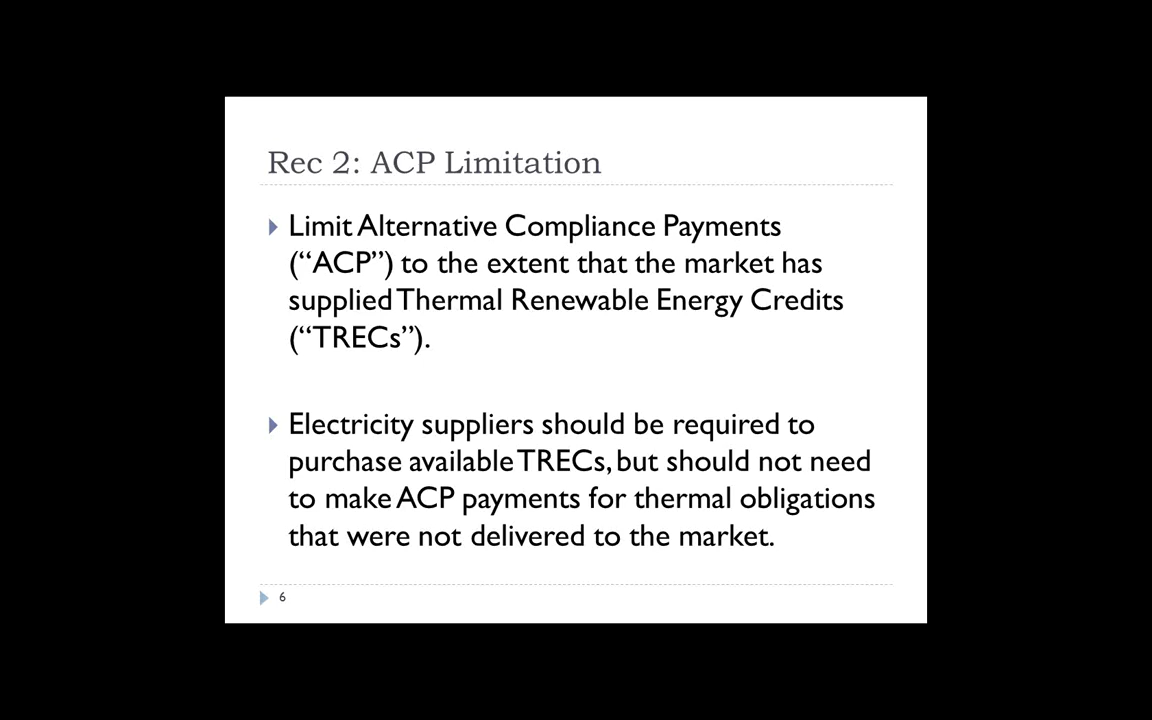 Rec 2: ACP Limitation
Limit Alternative Compliance Payments
(“ACP”) to the extent that the market has
supplied Thermal Renewable Energy Credits
(“TRECs”).
Electricity suppliers should be required to
purchase available TRECs, but should not need
to make ACP payments for thermal obligations
that were not delivered to the market.
6